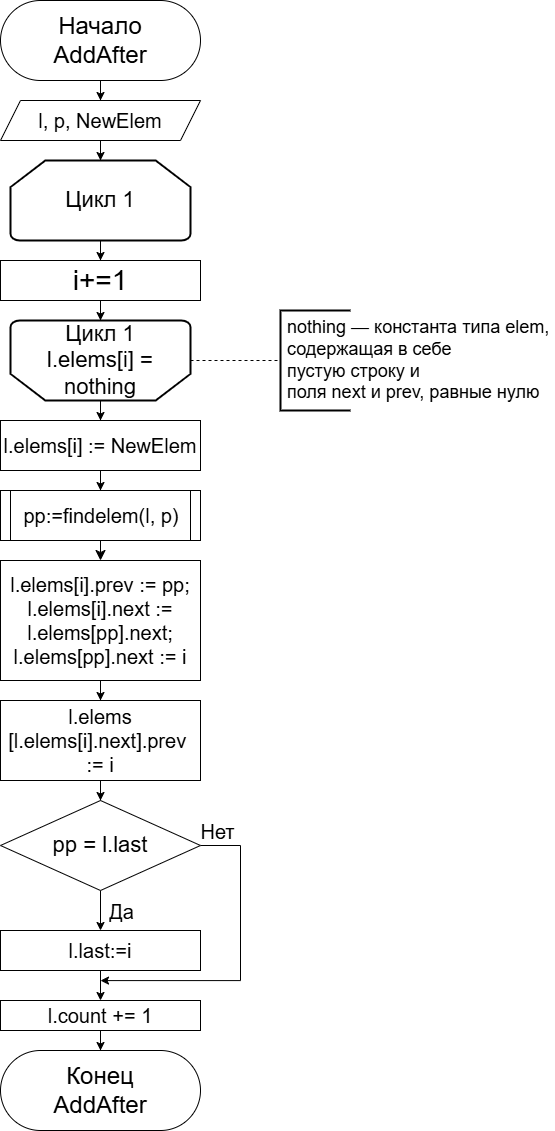 Начало
AddAfter
l, p, NewElem
Цикл 1
i+=1
Цикл 1
l.elems[i] =
nothing
nothing — константа типа elem,
содержащая в себе
пустую строку и
поля next и prev, равные нулю
l.elems[i] := NewElem
pp:=findelem(l, p)
l.elems[i].prev := pp;
l.elems[i].next :=
l.elems[pp].next;
l.elems[pp].next := i
l.elems
[l.elems[i].next].prev
:= i
pp = l.last
Нет
Да
l.last:=i
l.count += 1
Конец
AddAfter